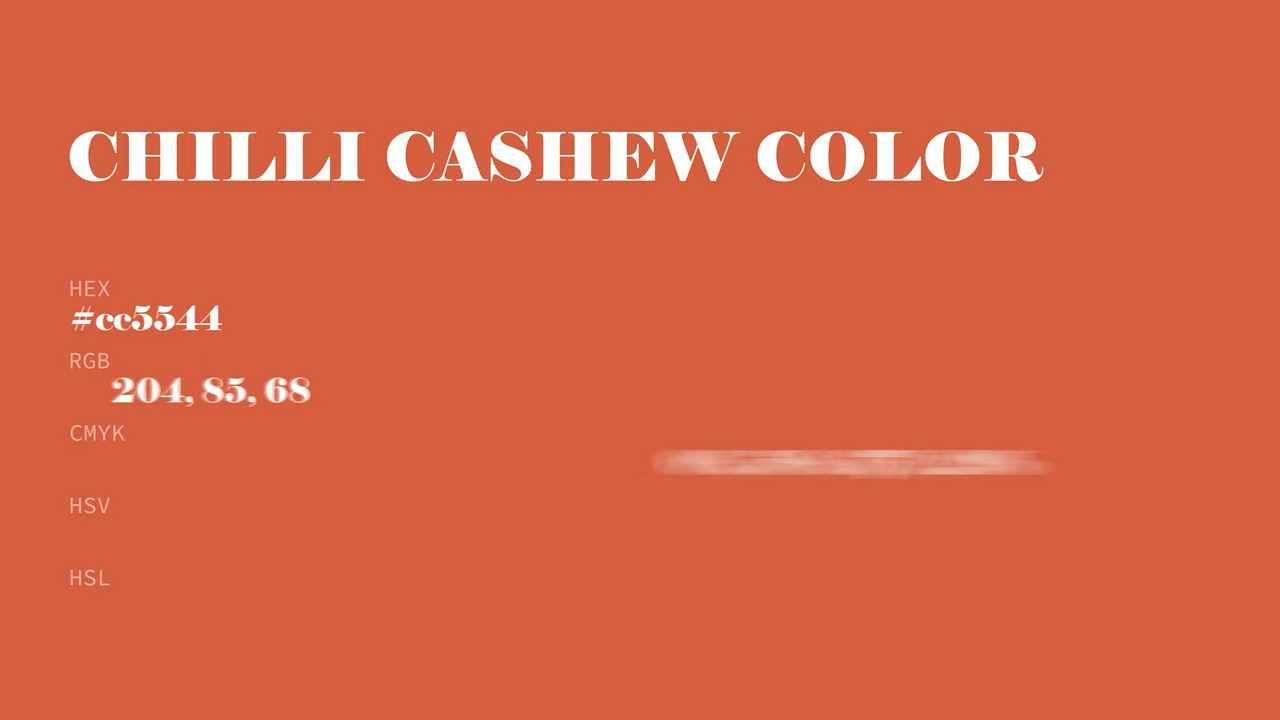 CHILLI CASHEW COLOR
HEX
#cc5544
RGB
204, 85, 68
CMYK
HSV
HSL